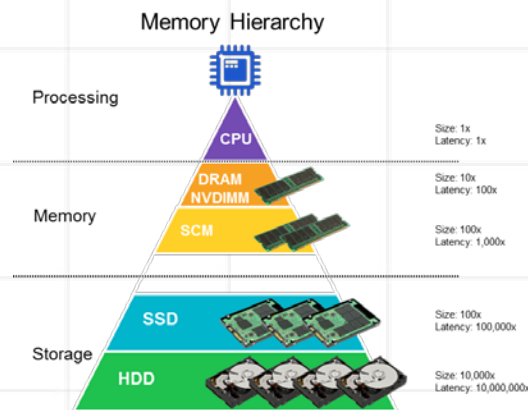 Memory Hierarchy
Processing
CPU
Size: 1x
Latency: 1x
DRAM
NVDIMM
Size: 10x
Latency: 100x
Memory
SCM
Size: 100x
Latency: 1,000x
SSD
Size: 100x
Latency: 100,000x
Storage
HDD
Size: 10,000x
Latency: 10,000,000x